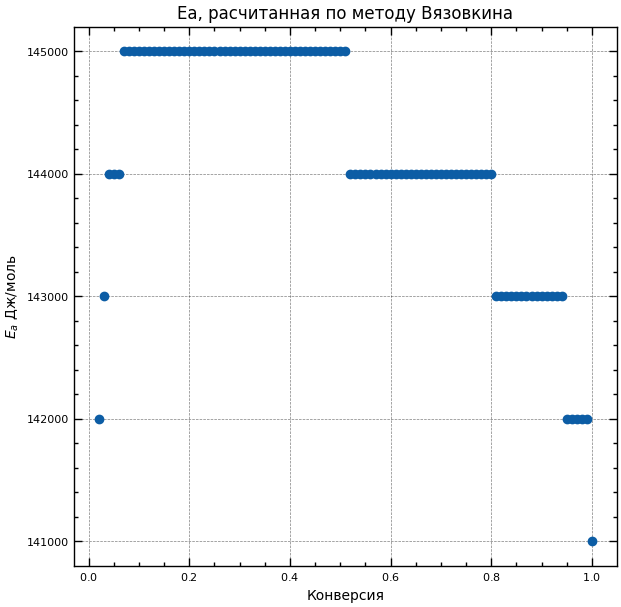 Ea, расчитанная по методу Вязовкина
145000
144000
143000
142000
141000
E_a Дж/моль
0.0 0.2 0.4 0.6 0.8 1.0
Конверсия